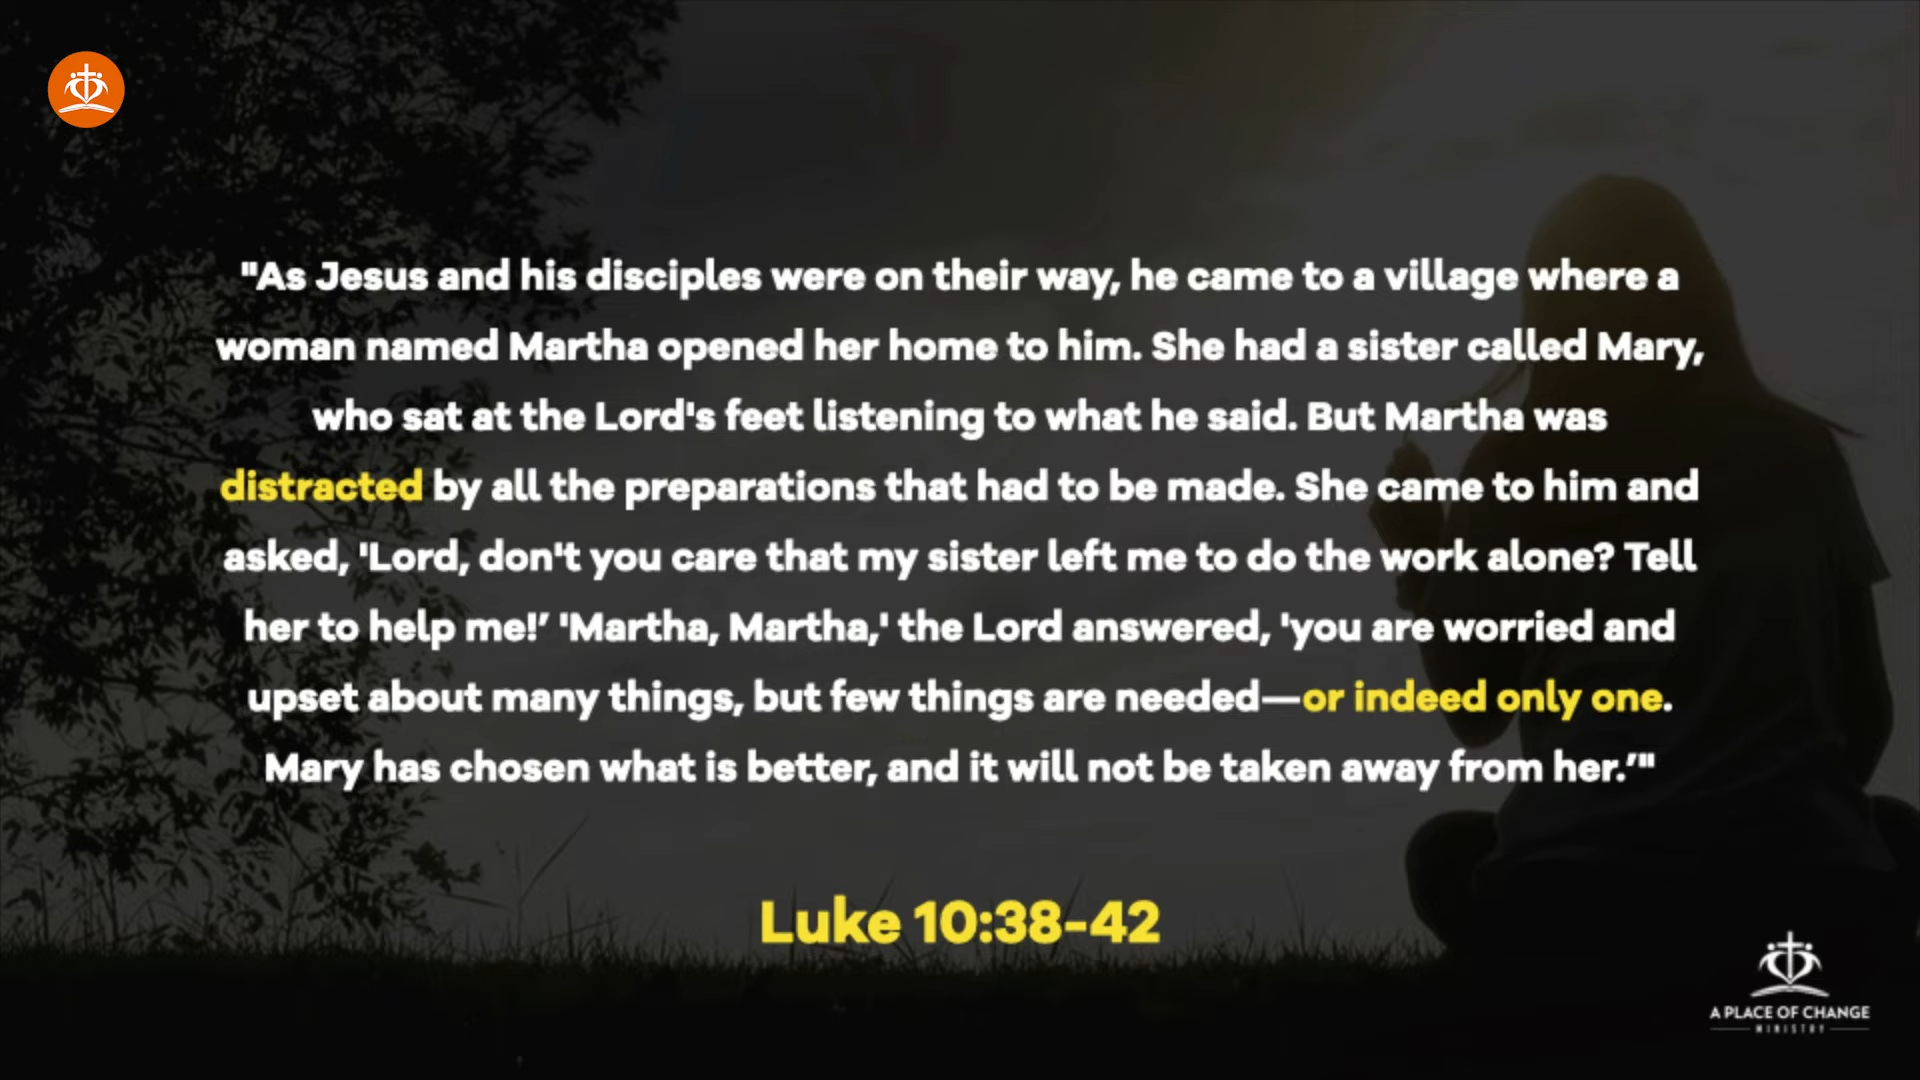 "As Jesus and his disciples were on their way, he came to a village where a
woman named Martha opened her home to him. She had a sister called Mary,
who sat at the Lord's feet listening to what he said. But Martha was
distracted by all the preparations that had to be made. She came to him and
asked, 'Lord, don't you care that my sister left me to do the work alone? Tell
her to help me!’ 'Martha, Martha,' the Lord answered, 'you are worried and
upset about many things, but few things are needed—or indeed only one.
Mary has chosen what is better, and it will not be taken away from her.’"
Luke 10:38-42
A PLACE OF CHANGE
MINISTRY